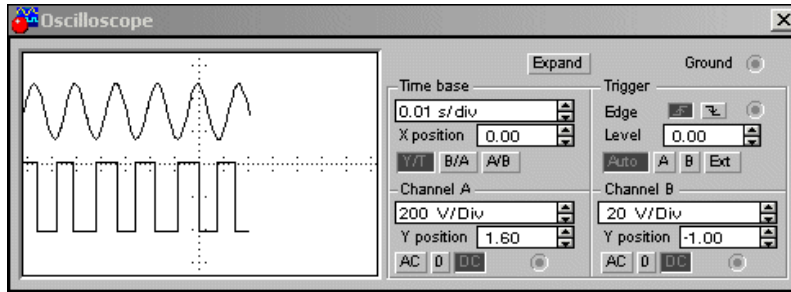 Oscilloscope
Expand
Ground
Time base
0.01 s/div
X position 0.00
Y/T B/A A/B
Trigger
Edge
Level 0.00
Auto A B Ext
Channel A
200 V/Div
Y position 1.60
AC 0 DC
Channel B
20 V/Div
Y position -1.00
AC 0 DC